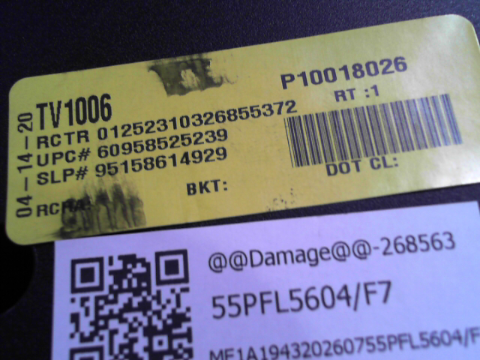 04-14-20
TV1006
P10018026
RCTR 01252310326855372
RT :1
UPC# 60958525239
SLP# 95158614929
BKT:
DOT CL:
@@Damage@@-268563
55PFL5604/F7
ME1A194320260755PFL5604/F